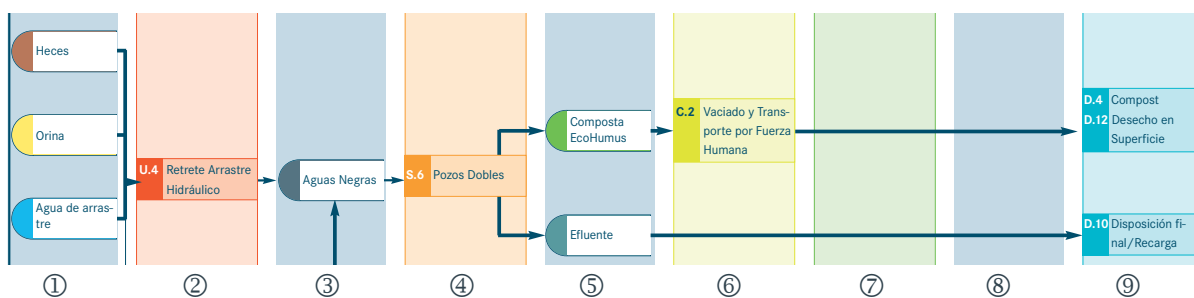 Heces
Orina
Agua de arras-
tre
U.4 Retrete Arrastre
Hidráulico
Aguas Negras
S.6 Pozos Dobles
Composta
EcoHumus
Efluente
C.2 Vaciado y Trans-
porte por Fuerza
Humana
D.4 Compost
D.12 Desecho en
Superficie
D.10 Disposición fi-
nal/Recarga
① ② ③ ④ ⑤ ⑥ ⑦ ⑧ ⑨